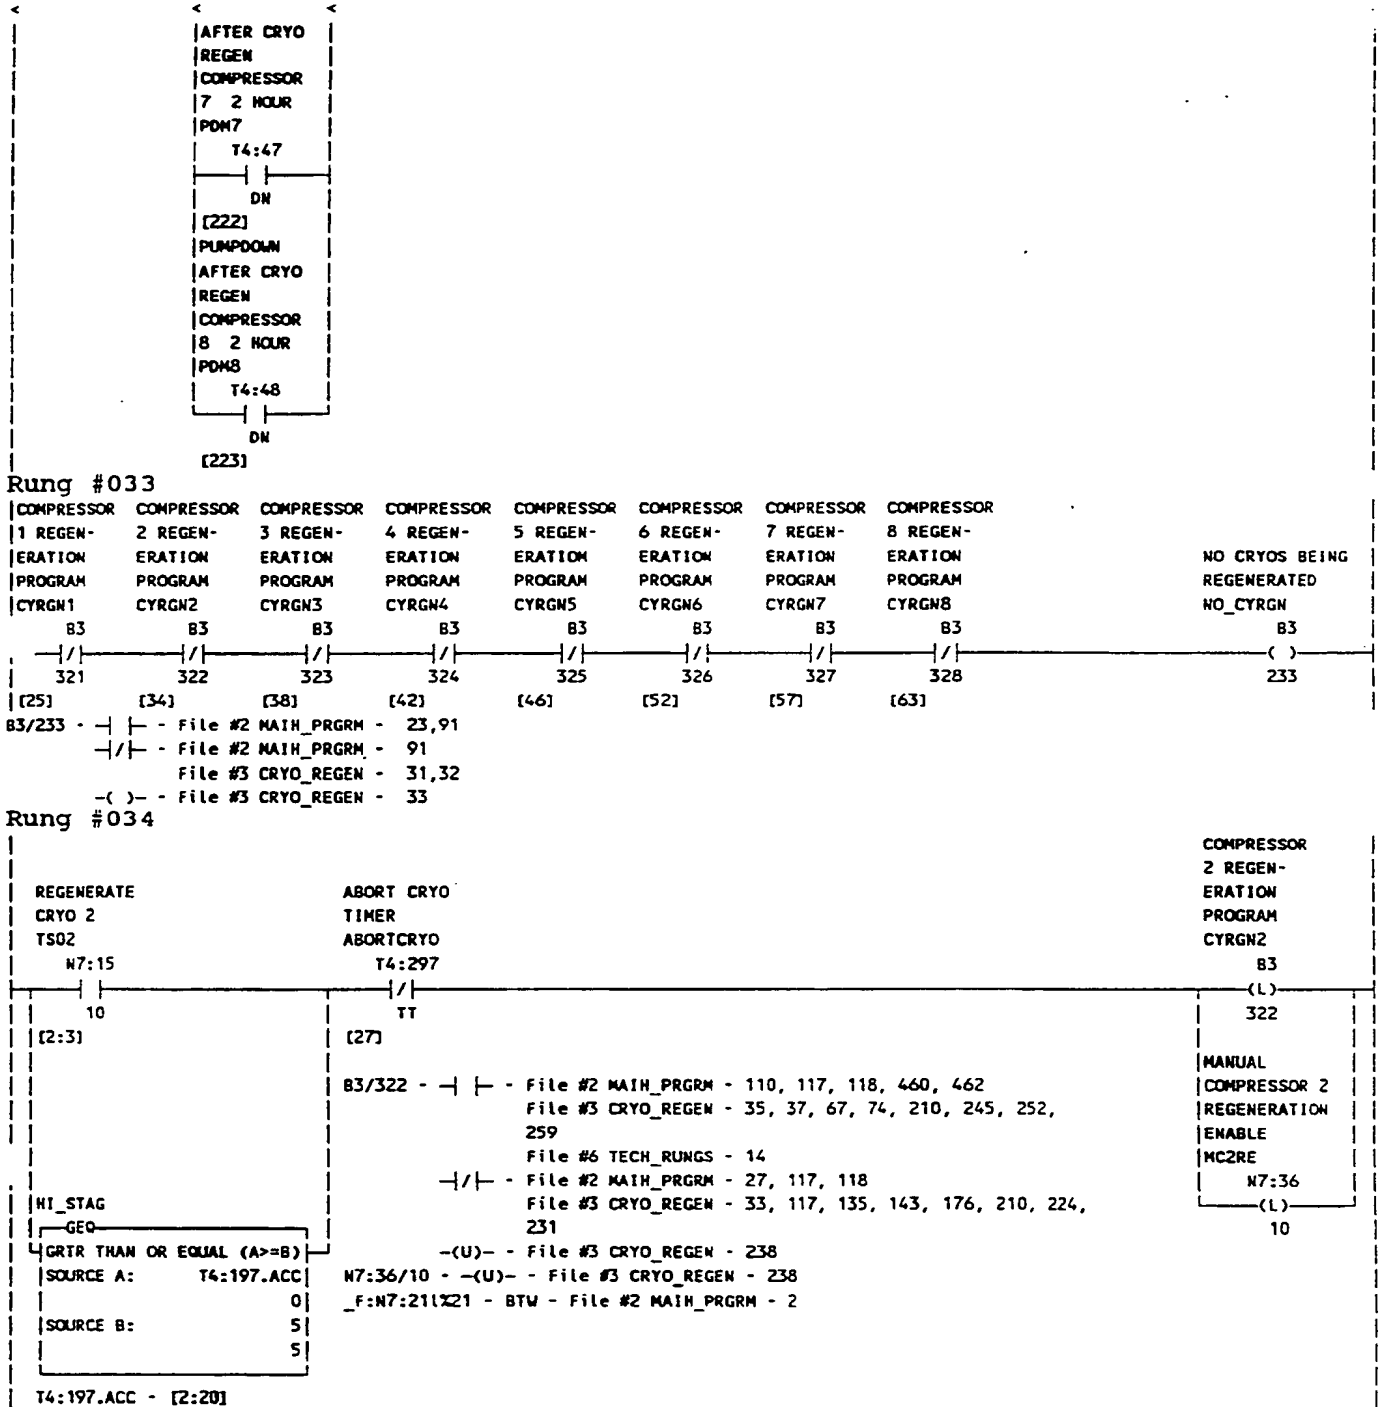 AFTER CRYO
REGEN
COMPRESSOR
7 2 HOUR
PDM7
T4:47
DN
[222]
PUMPDOWN
AFTER CRYO
REGEN
COMPRESSOR
8 2 HOUR
PDM8
T4:48
DN
[223]
Rung #033
COMPRESSOR COMPRESSOR COMPRESSOR COMPRESSOR COMPRESSOR COMPRESSOR COMPRESSOR COMPRESSOR
1 REGEN- 2 REGEN- 3 REGEN- 4 REGEN- 5 REGEN- 6 REGEN- 7 REGEN- 8 REGEN-
ERATION ERATION ERATION ERATION ERATION ERATION ERATION ERATION NO CRYOS BEING
PROGRAM PROGRAM PROGRAM PROGRAM PROGRAM PROGRAM PROGRAM PROGRAM REGENERATED
CYRGN1 CYRGN2 CYRGN3 CYRGN4 CYRGN5 CYRGN6 CYRGN7 CYRGN8 NO_CYRGN
B3 B3 B3 B3 B3 B3 B3 B3 B3
321 322 323 324 325 326 327 328 233
[25] [34] [38] [42] [46] [52] [57] [63]
B3/233 - ⊣ ⊢ - File #2 MAIN_PRGRM - 23,91
⊣/⊢ - File #2 MAIN_PRGRM - 91
File #3 CRYO_REGEN - 31,32
-( )- - File #3 CRYO_REGEN - 33
Rung #034
COMPRESSOR
2 REGEN-
REGENERATE ABORT CRYO ERATION
CRYO 2 TIMER PROGRAM
TS02 ABORTCRYO CYRGN2
N7:15 T4:297 B3
(L)
10 TT 322
[2:3] [27]
MANUAL
B3/322 - ⊣ ⊢ - File #2 MAIN_PRGRM - 110, 117, 118, 460, 462 COMPRESSOR 2
File #3 CRYO_REGEN - 35, 37, 67, 74, 210, 245, 252, REGENERATION
259 ENABLE
File #6 TECH_RUNGS - 14 MC2RE
⊣/⊢ - File #2 MAIN_PRGRM - 27, 117, 118 N7:36
HI_STAG File #3 CRYO_REGEN - 33, 117, 135, 143, 176, 210, 224, (L)
GEQ 231 10
GRTR THAN OR EQUAL (A>=B) -(U)- - File #3 CRYO_REGEN - 238
SOURCE A: T4:197.ACC N7:36/10 - -(U)- - File #3 CRYO_REGEN - 238
0 _F:N7:211%21 - BTW - File #2 MAIN_PRGRM - 2
SOURCE B: 5
5
T4:197.ACC - [2:20]